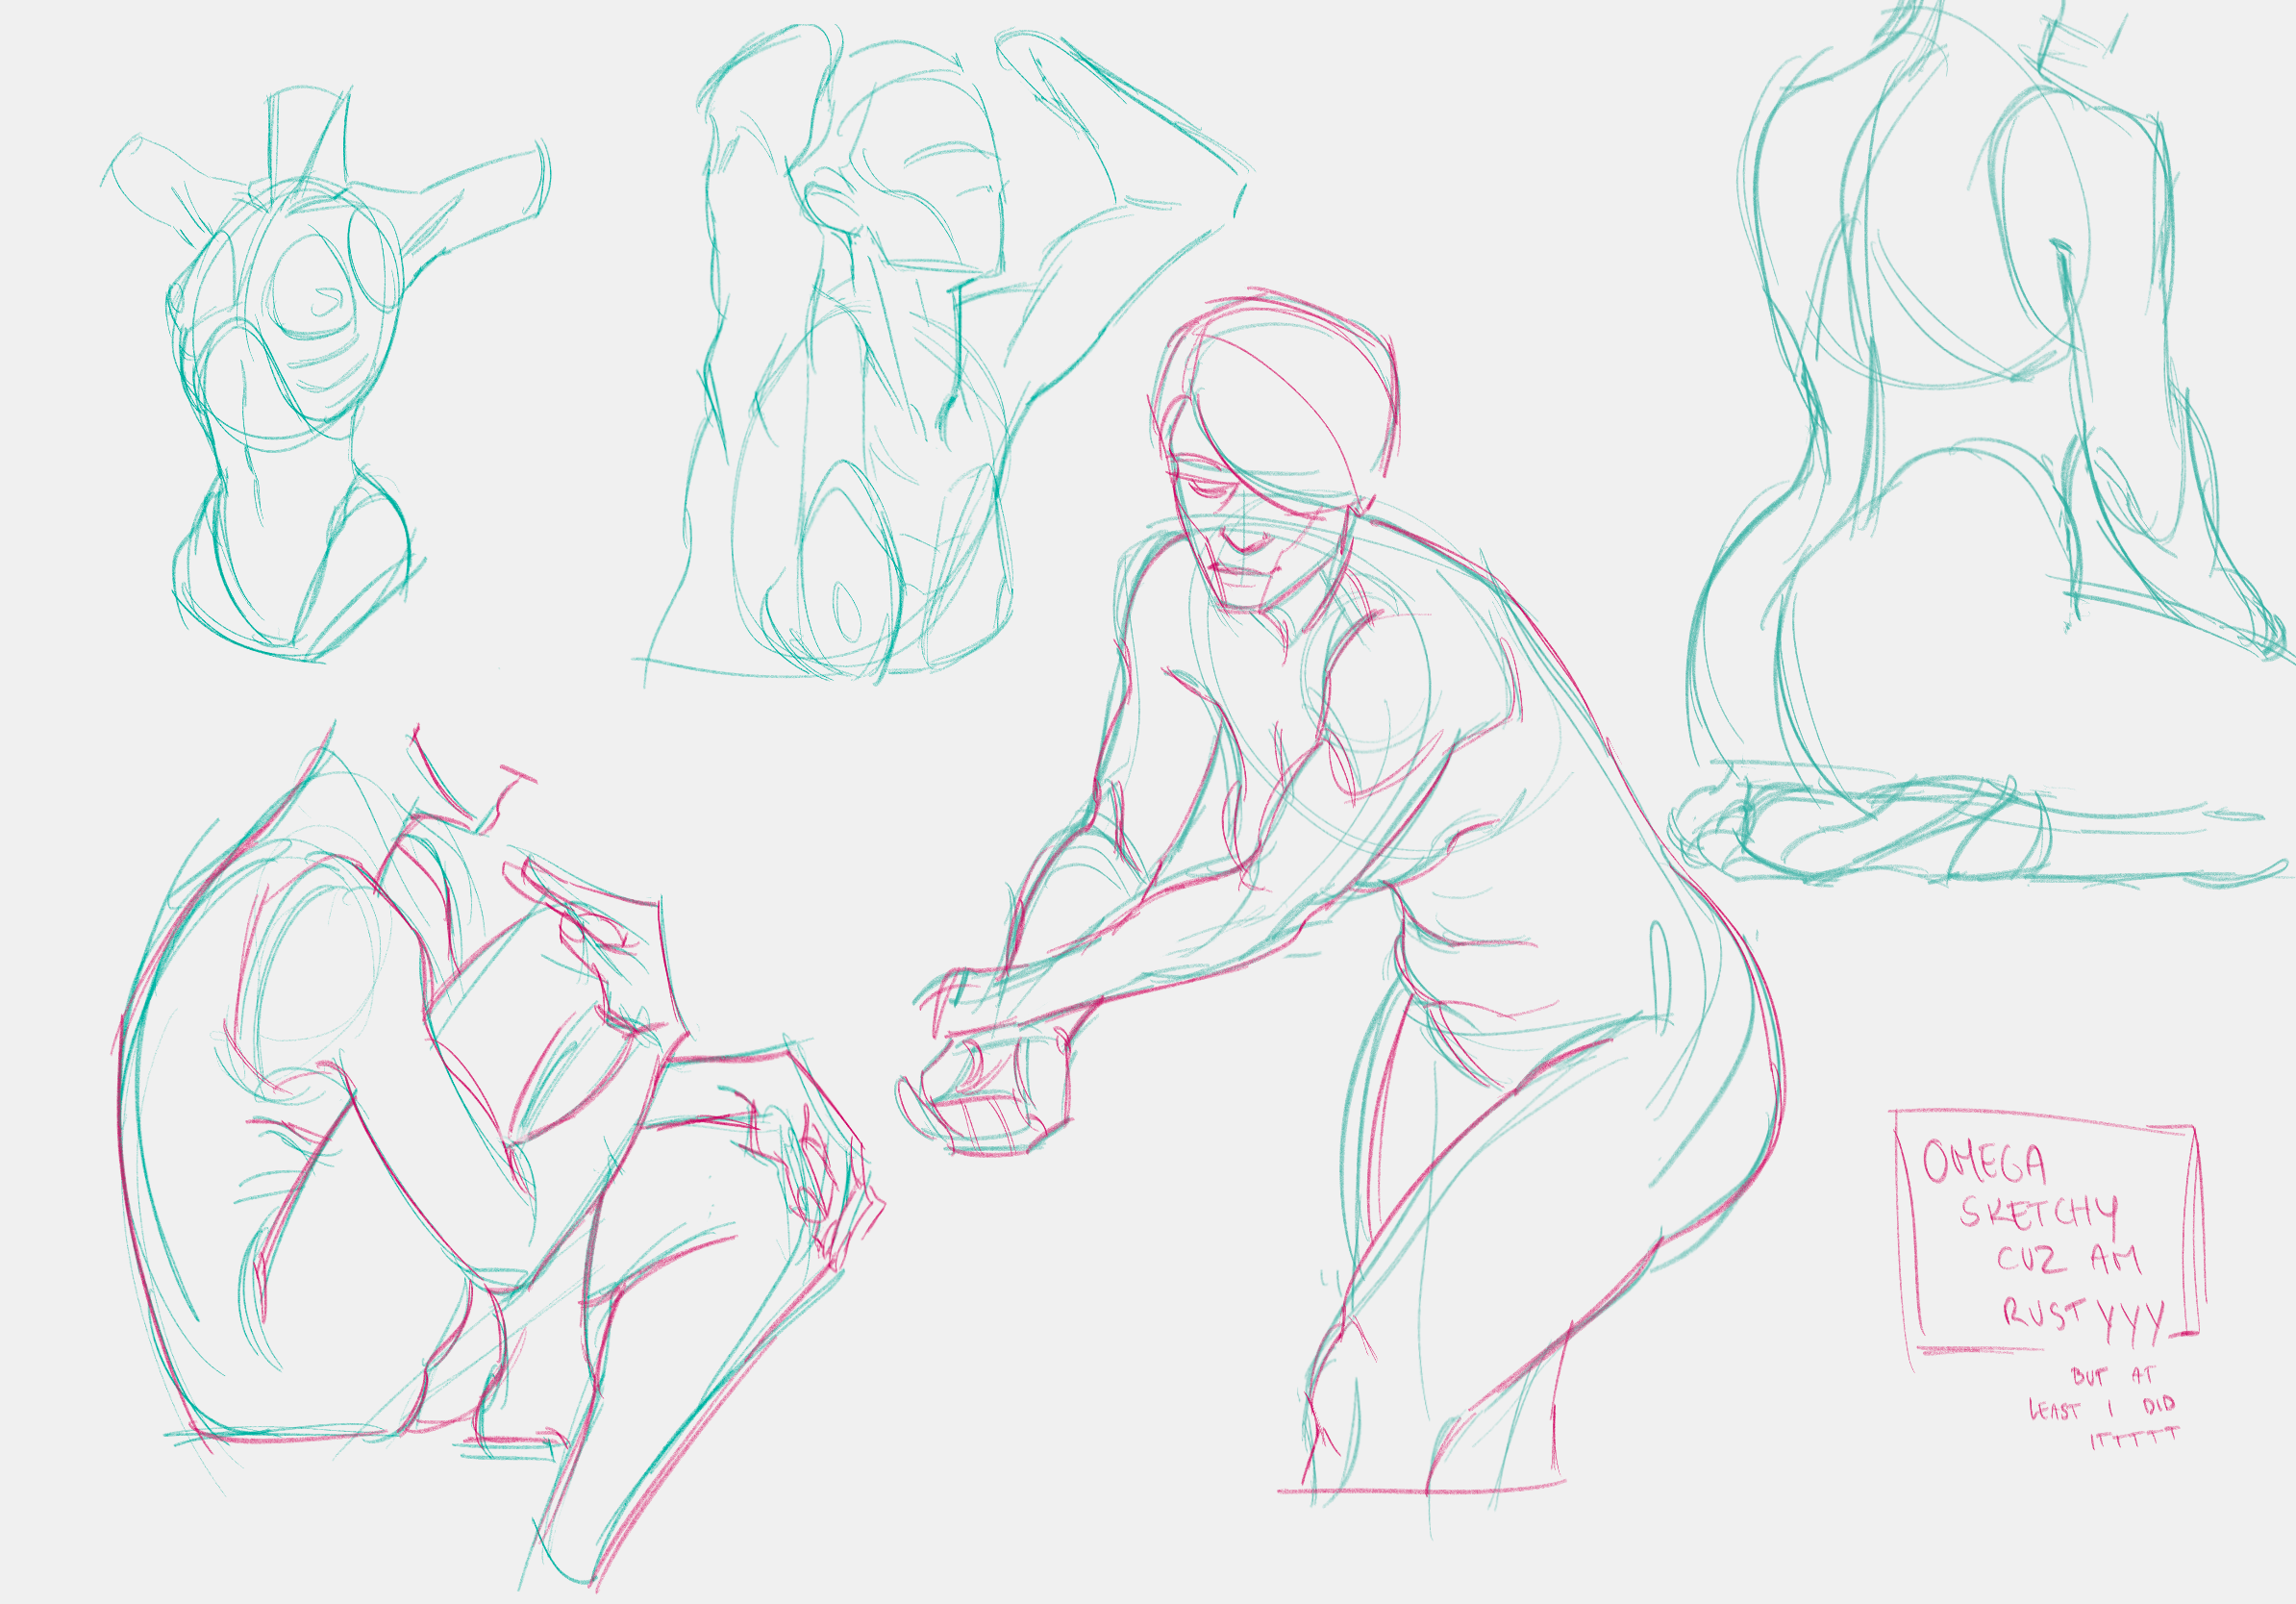 OMEGA
SKETCHY
CUZ AM
RUSTYYY
BUT AT
LEAST I DID
ITTTTT